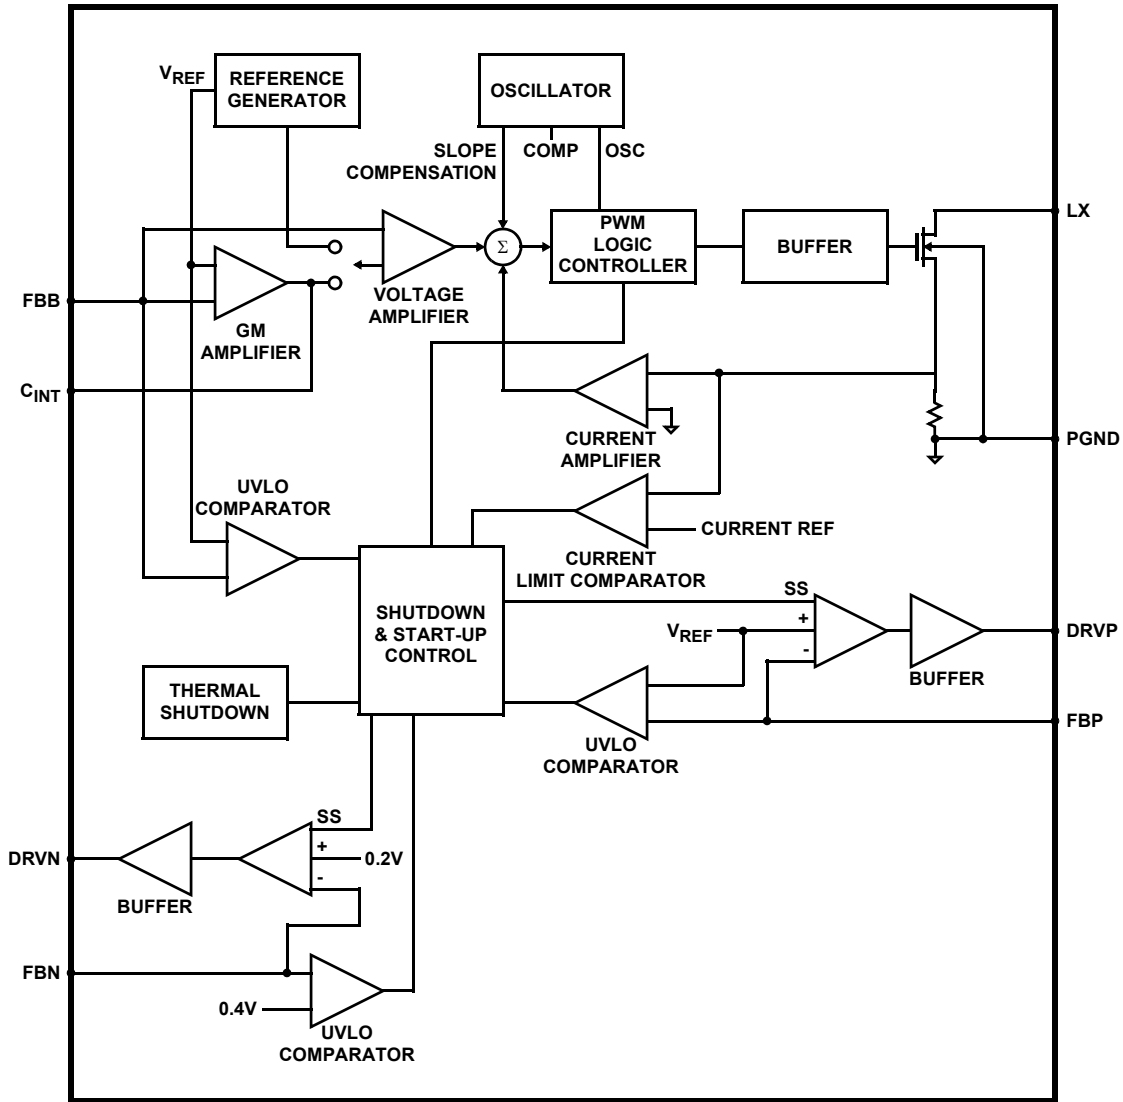 VREF
REFERENCE
GENERATOR
OSCILLATOR
SLOPE
COMPENSATION
COMP
OSC
PWM
LOGIC
CONTROLLER
BUFFER
LX
Σ
FBB
GM
AMPLIFIER
VOLTAGE
AMPLIFIER
CINT
CURRENT
AMPLIFIER
PGND
UVLO
COMPARATOR
CURRENT REF
CURRENT
LIMIT COMPARATOR
SHUTDOWN
& START-UP
CONTROL
SS
+
-
VREF
BUFFER
DRVP
THERMAL
SHUTDOWN
UVLO
COMPARATOR
FBP
SS
+
-
0.2V
DRVN
BUFFER
FBN
0.4V
UVLO
COMPARATOR